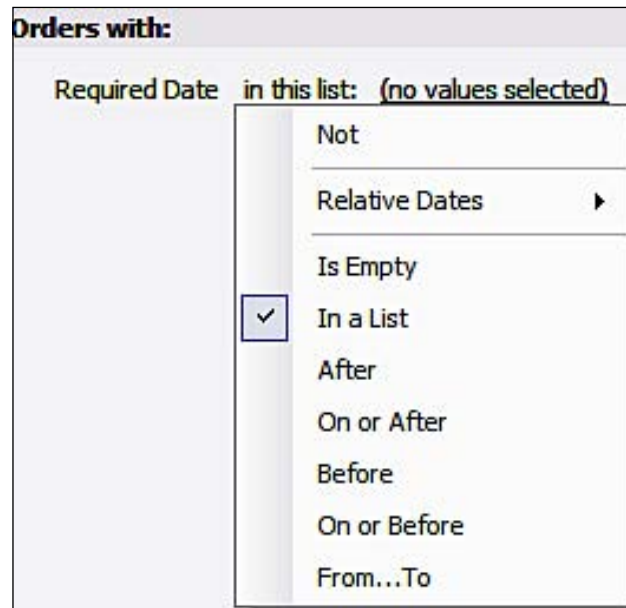 Orders with:
Required Date in this list: (no values selected)
Not
Relative Dates
Is Empty
In a List
After
On or After
Before
On or Before
From...To